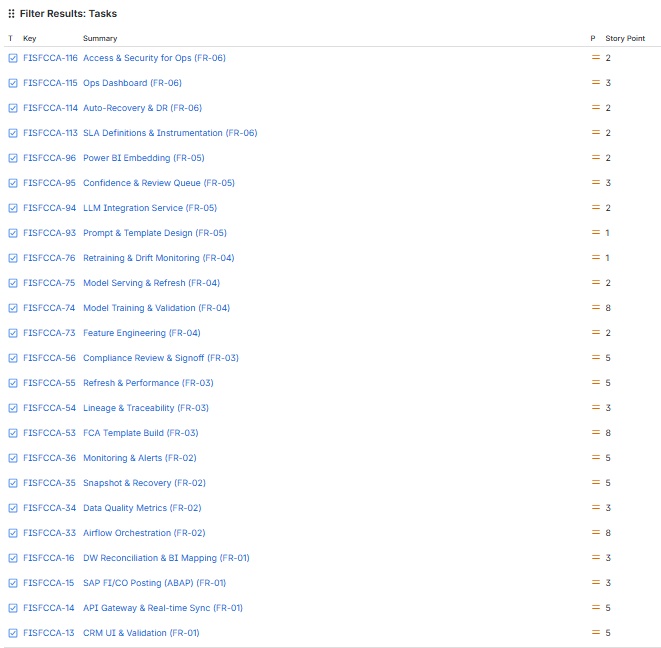 Filter Results: Tasks
T Key Summary P Story Point
FISFCCA-116 Access & Security for Ops (FR-06) 2
FISFCCA-115 Ops Dashboard (FR-06) 3
FISFCCA-114 Auto-Recovery & DR (FR-06) 2
FISFCCA-113 SLA Definitions & Instrumentation (FR-06) 2
FISFCCA-96 Power BI Embedding (FR-05) 2
FISFCCA-95 Confidence & Review Queue (FR-05) 3
FISFCCA-94 LLM Integration Service (FR-05) 2
FISFCCA-93 Prompt & Template Design (FR-05) 1
FISFCCA-76 Retraining & Drift Monitoring (FR-04) 1
FISFCCA-75 Model Serving & Refresh (FR-04) 2
FISFCCA-74 Model Training & Validation (FR-04) 8
FISFCCA-73 Feature Engineering (FR-04) 2
FISFCCA-56 Compliance Review & Signoff (FR-03) 5
FISFCCA-55 Refresh & Performance (FR-03) 5
FISFCCA-54 Lineage & Traceability (FR-03) 3
FISFCCA-53 FCA Template Build (FR-03) 8
FISFCCA-36 Monitoring & Alerts (FR-02) 5
FISFCCA-35 Snapshot & Recovery (FR-02) 5
FISFCCA-34 Data Quality Metrics (FR-02) 3
FISFCCA-33 Airflow Orchestration (FR-02) 8
FISFCCA-16 DW Reconciliation & BI Mapping (FR-01) 3
FISFCCA-15 SAP FI/CO Posting (ABAP) (FR-01) 3
FISFCCA-14 API Gateway & Real-time Sync (FR-01) 5
FISFCCA-13 CRM UI & Validation (FR-01) 5